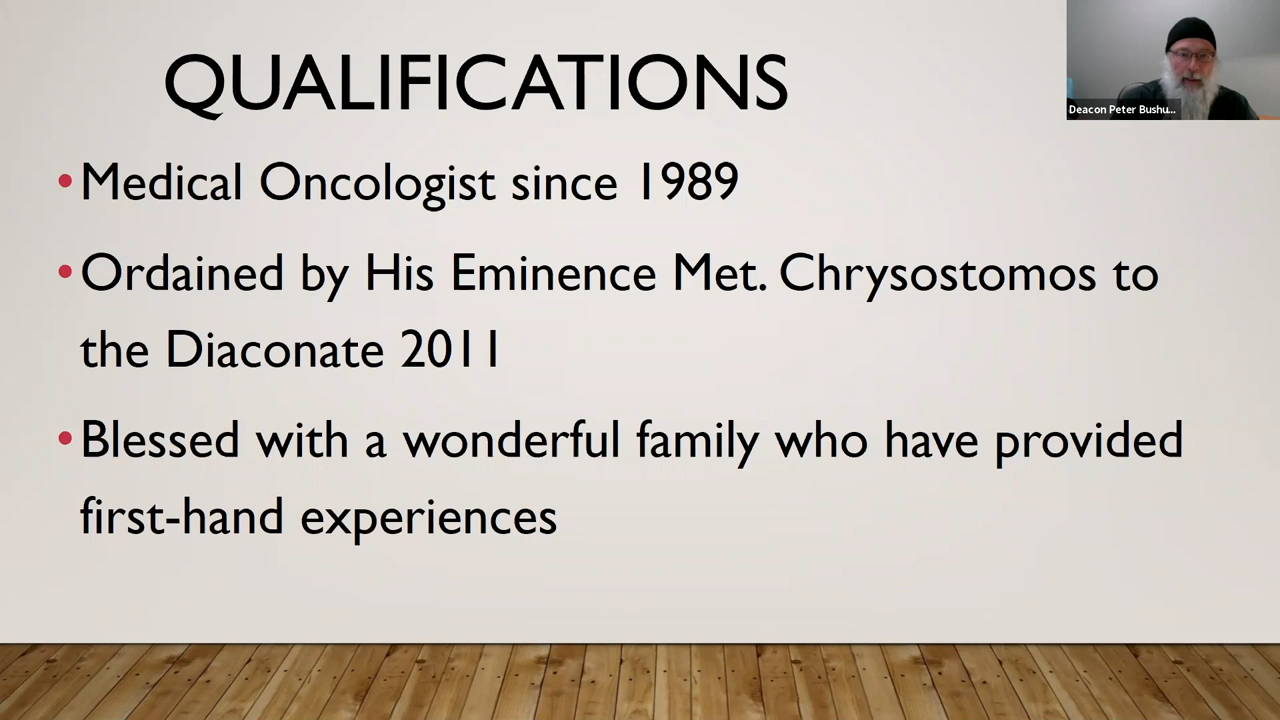 QUALIFICATIONS
Deacon Peter Bushu...
•Medical Oncologist since 1989
•Ordained by His Eminence Met. Chrysostomos to
the Diaconate 2011
•Blessed with a wonderful family who have provided
first-hand experiences